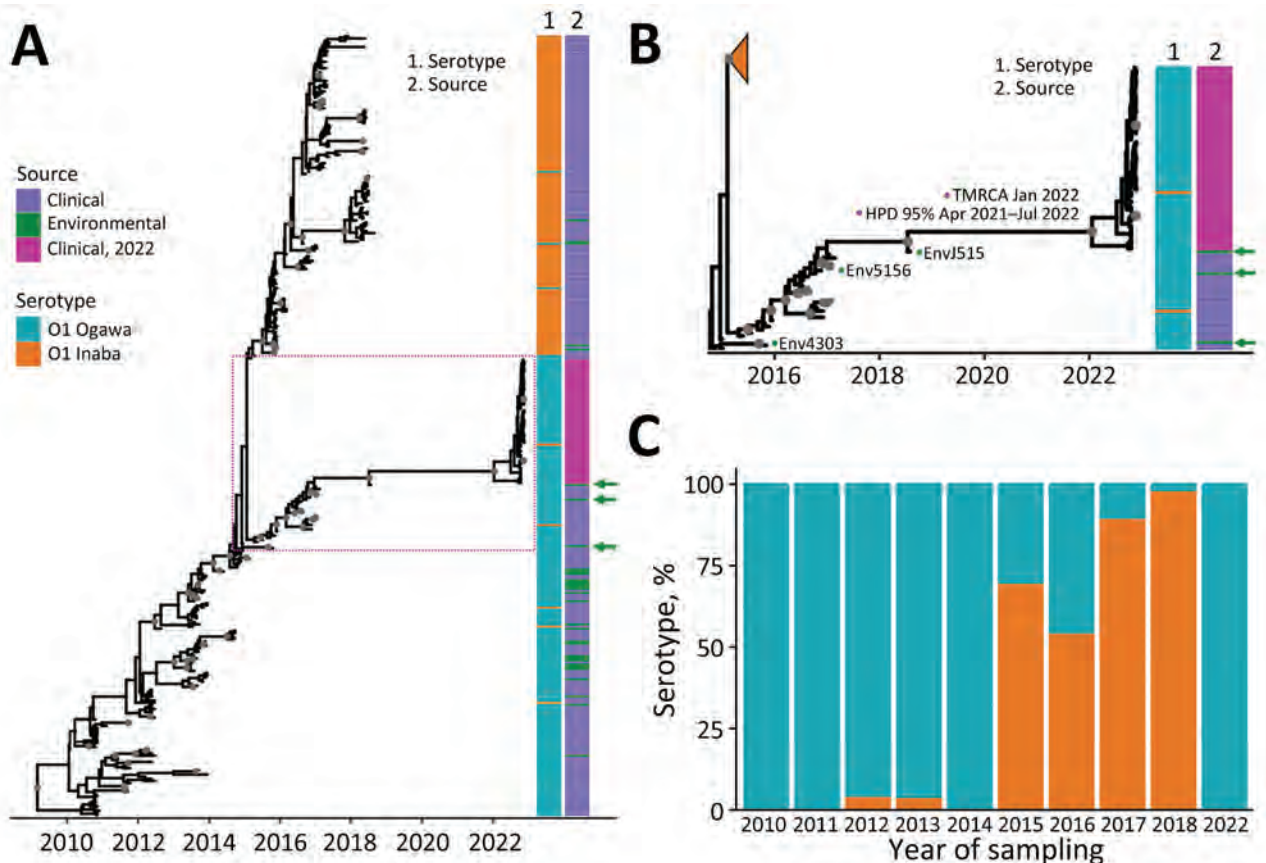 A
1 2
1. Serotype
2. Source
Source
Clinical
Environmental
Clinical, 2022
Serotype
O1 Ogawa
O1 Inaba
2010 2012 2014 2016 2018 2020 2022
B
1 2
1. Serotype
2. Source
TMRCA Jan 2022
HPD 95% Apr 2021–Jul 2022
EnvJ515
Env5156
Env4303
2016 2018 2020 2022
C
Serotype, %
100
75
50
25
0
2010 2011 2012 2013 2014 2015 2016 2017 2018 2022
Year of sampling